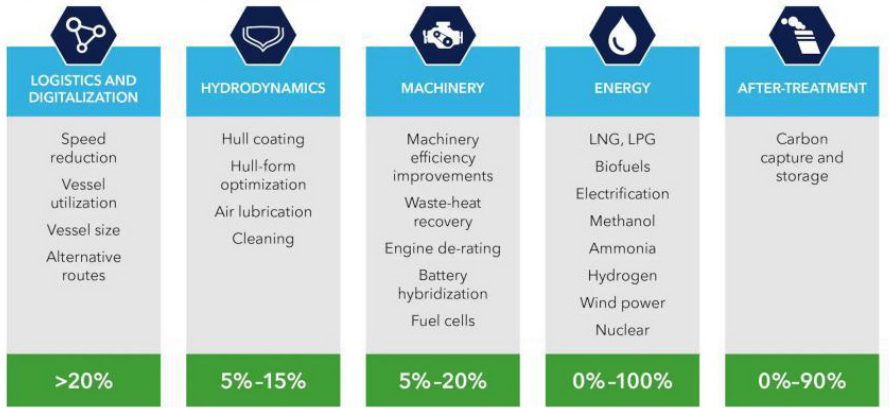 LOGISTICS AND
DIGITALIZATION
Speed
reduction
Vessel
utilization
Vessel size
Alternative
routes
>20%
HYDRODYNAMICS
Hull coating
Hull-form
optimization
Air lubrication
Cleaning
5%–15%
MACHINERY
Machinery
efficiency
improvements
Waste-heat
recovery
Engine de-rating
Battery
hybridization
Fuel cells
5%–20%
ENERGY
LNG, LPG
Biofuels
Electrification
Methanol
Ammonia
Hydrogen
Wind power
Nuclear
0%–100%
AFTER-TREATMENT
Carbon
capture and
storage
0%–90%